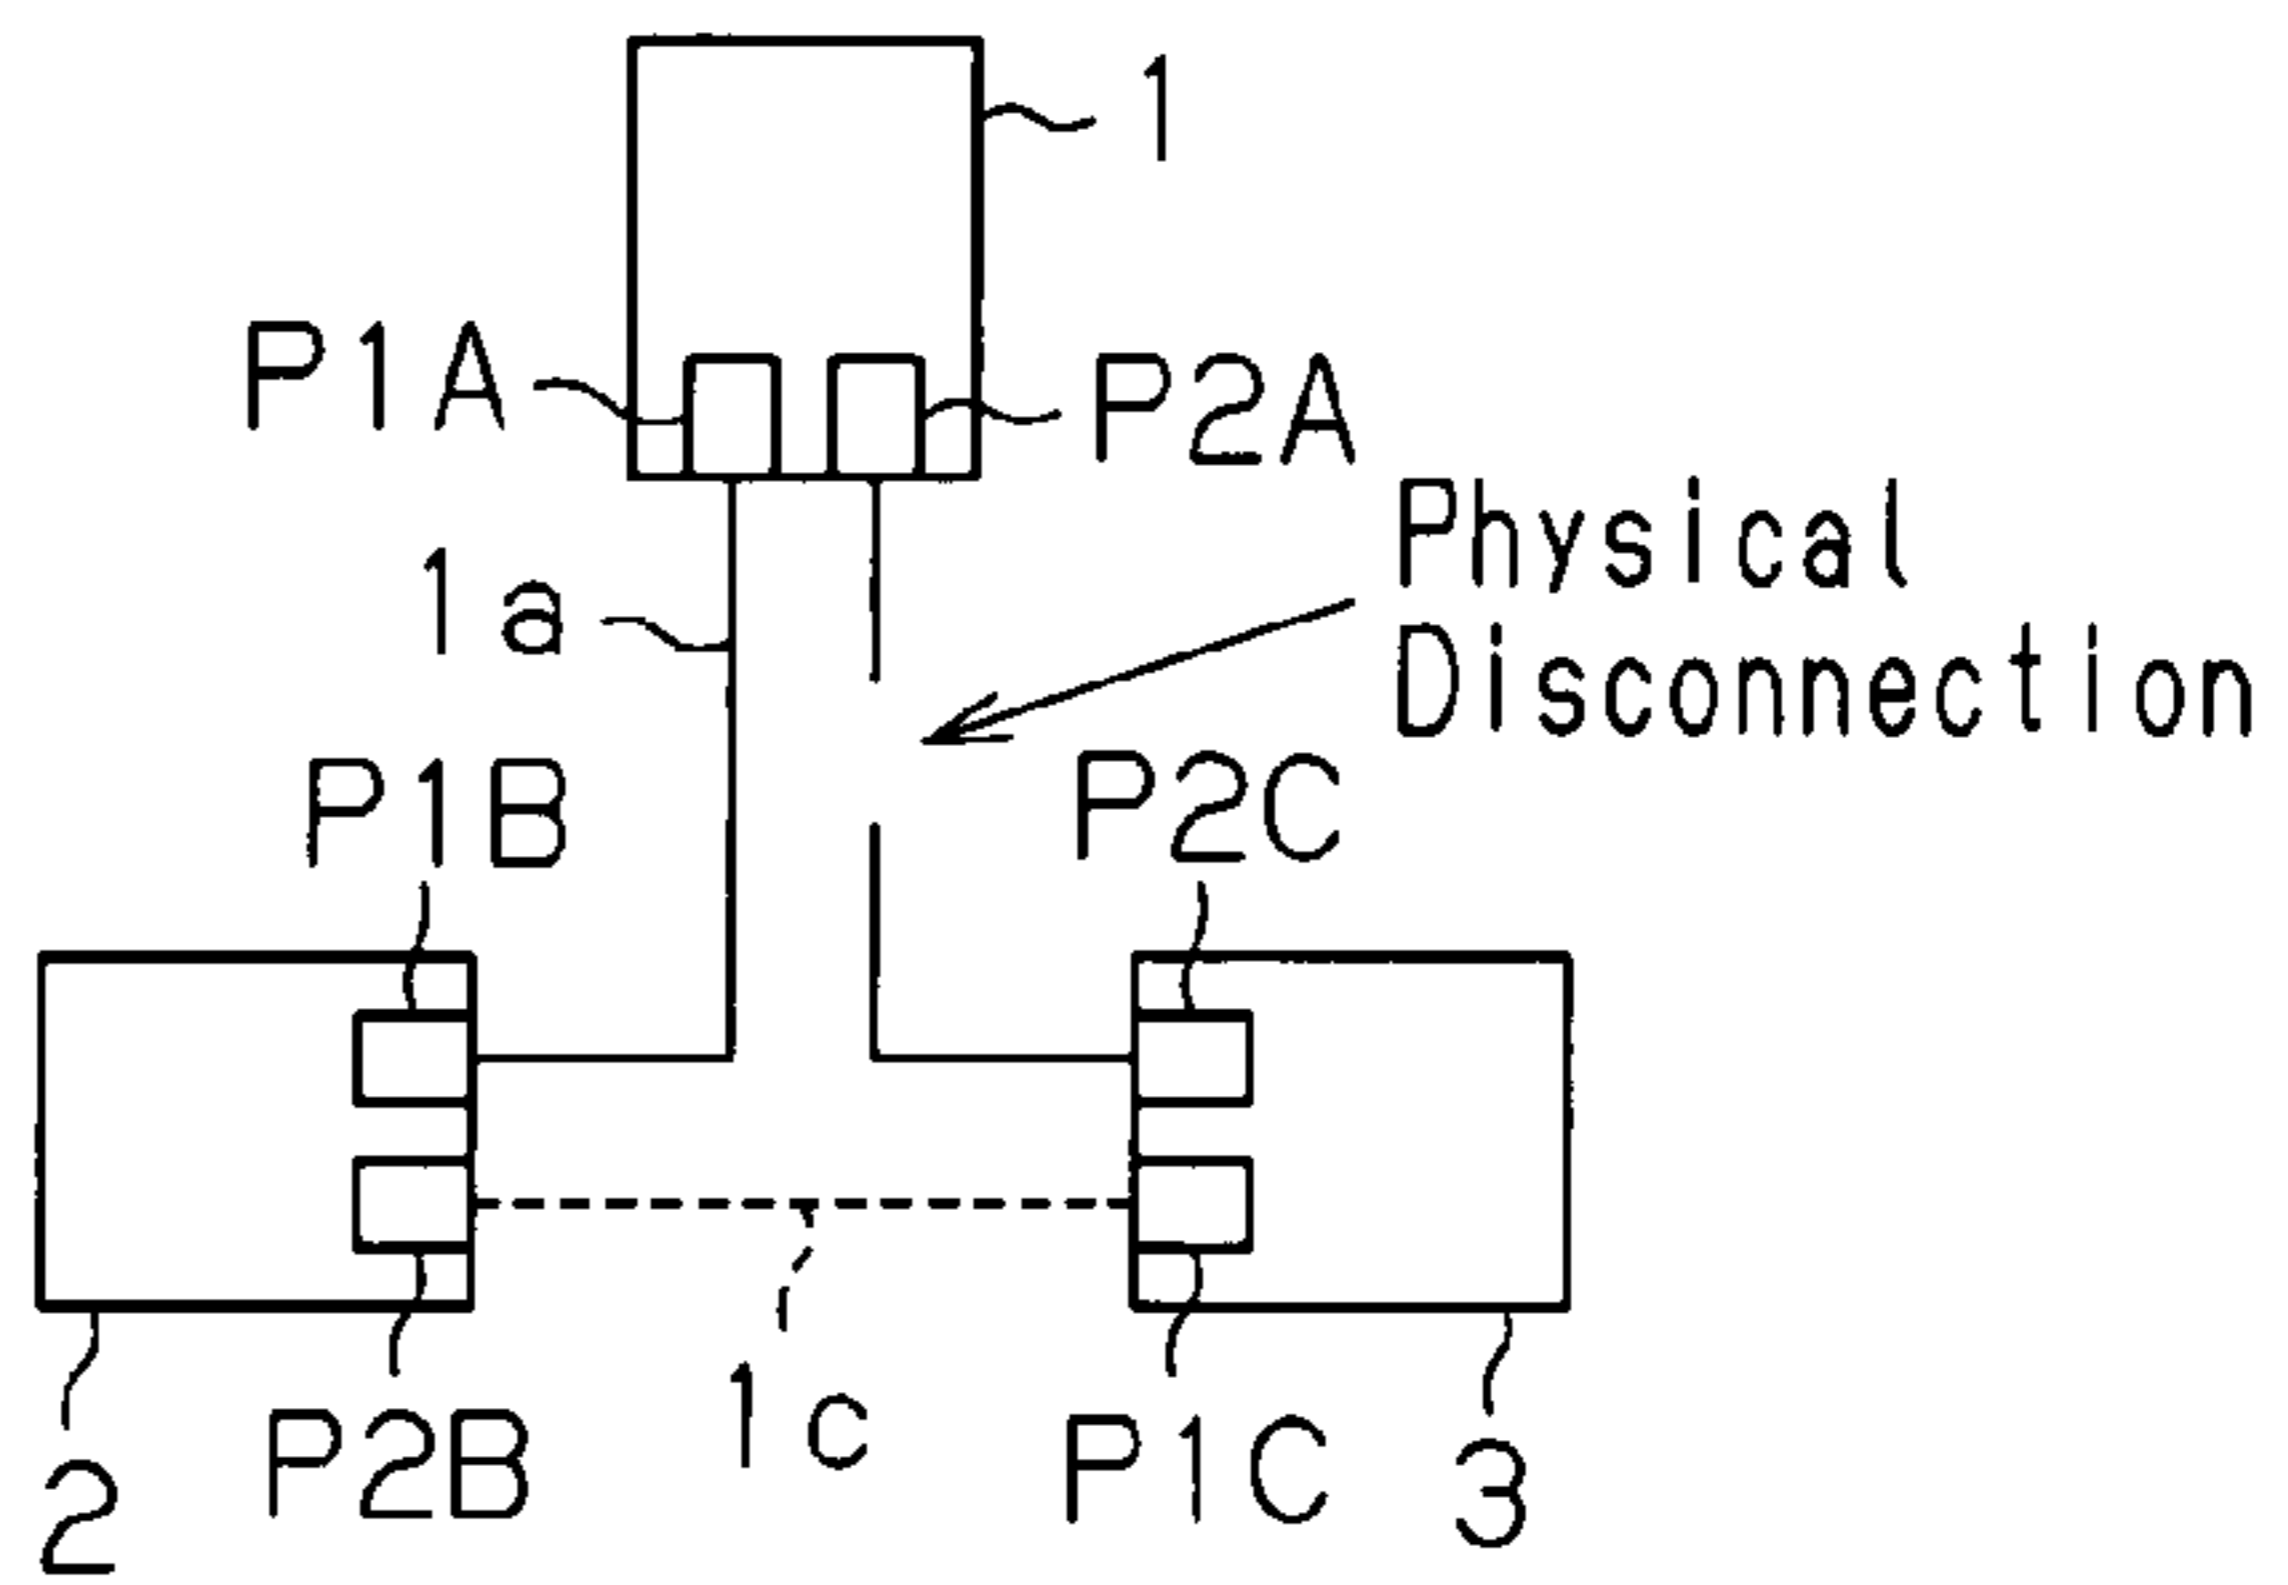 1
P1A
P2A
Physical
Disconnection
1a
P1B
P2C
1c
P2B
P1C
2
3